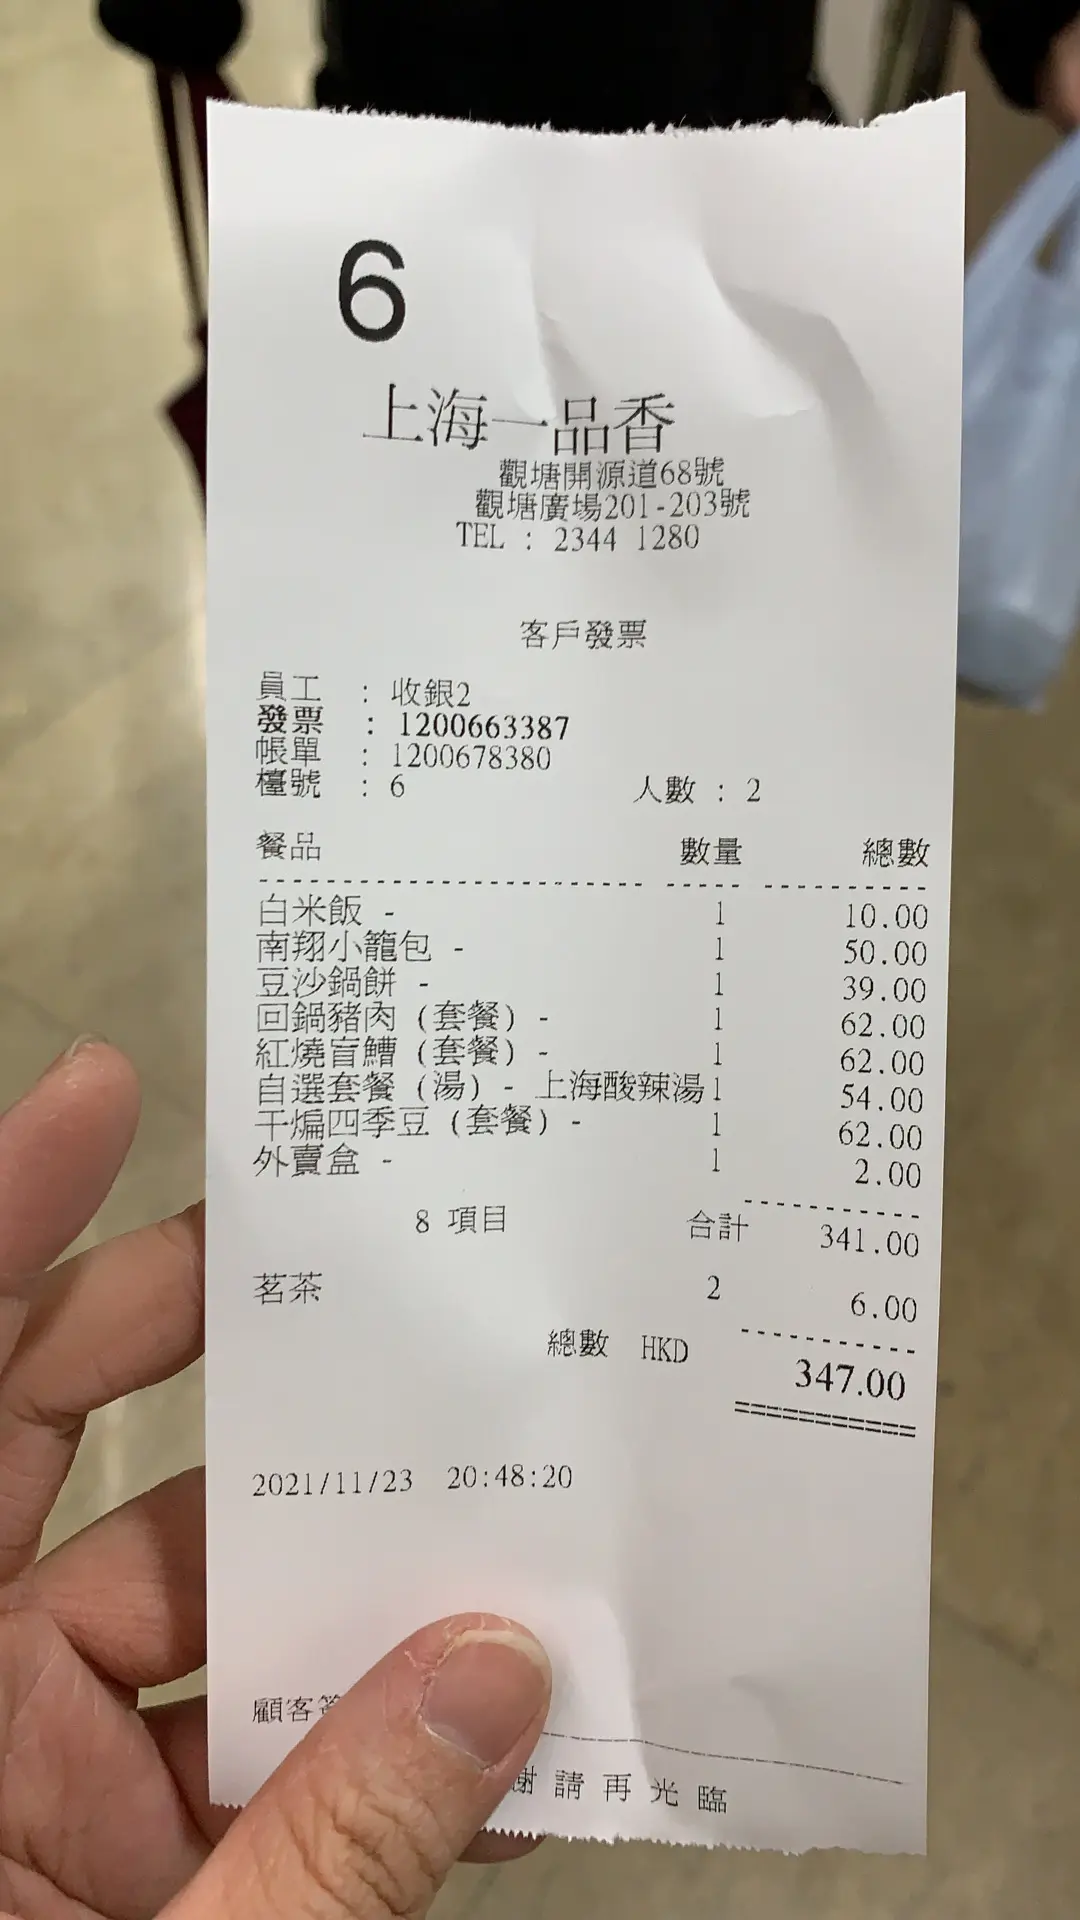 6
上海一品香
觀塘開源道68號
觀塘廣場201-203號
TEL : 2344 1280
客戶發票
員工 : 收銀2
發票 : 1200663387
帳單 : 1200678380
檯號 : 6 人數 : 2
餐品 數量 總數
白米飯 - 1 10.00
南翔小籠包 - 1 50.00
豆沙鍋餅 - 1 39.00
回鍋豬肉 (套餐) - 1 62.00
紅燒盲鰽 (套餐) - 1 62.00
自選套餐 (湯) - 上海酸辣湯 1 54.00
干煸四季豆 (套餐) - 1 62.00
外賣盒 - 1 2.00
8 項目 合計 341.00
茗茶 2 6.00
總數 HKD 347.00
2021/11/23 20:48:20
顧客
謝請再光臨